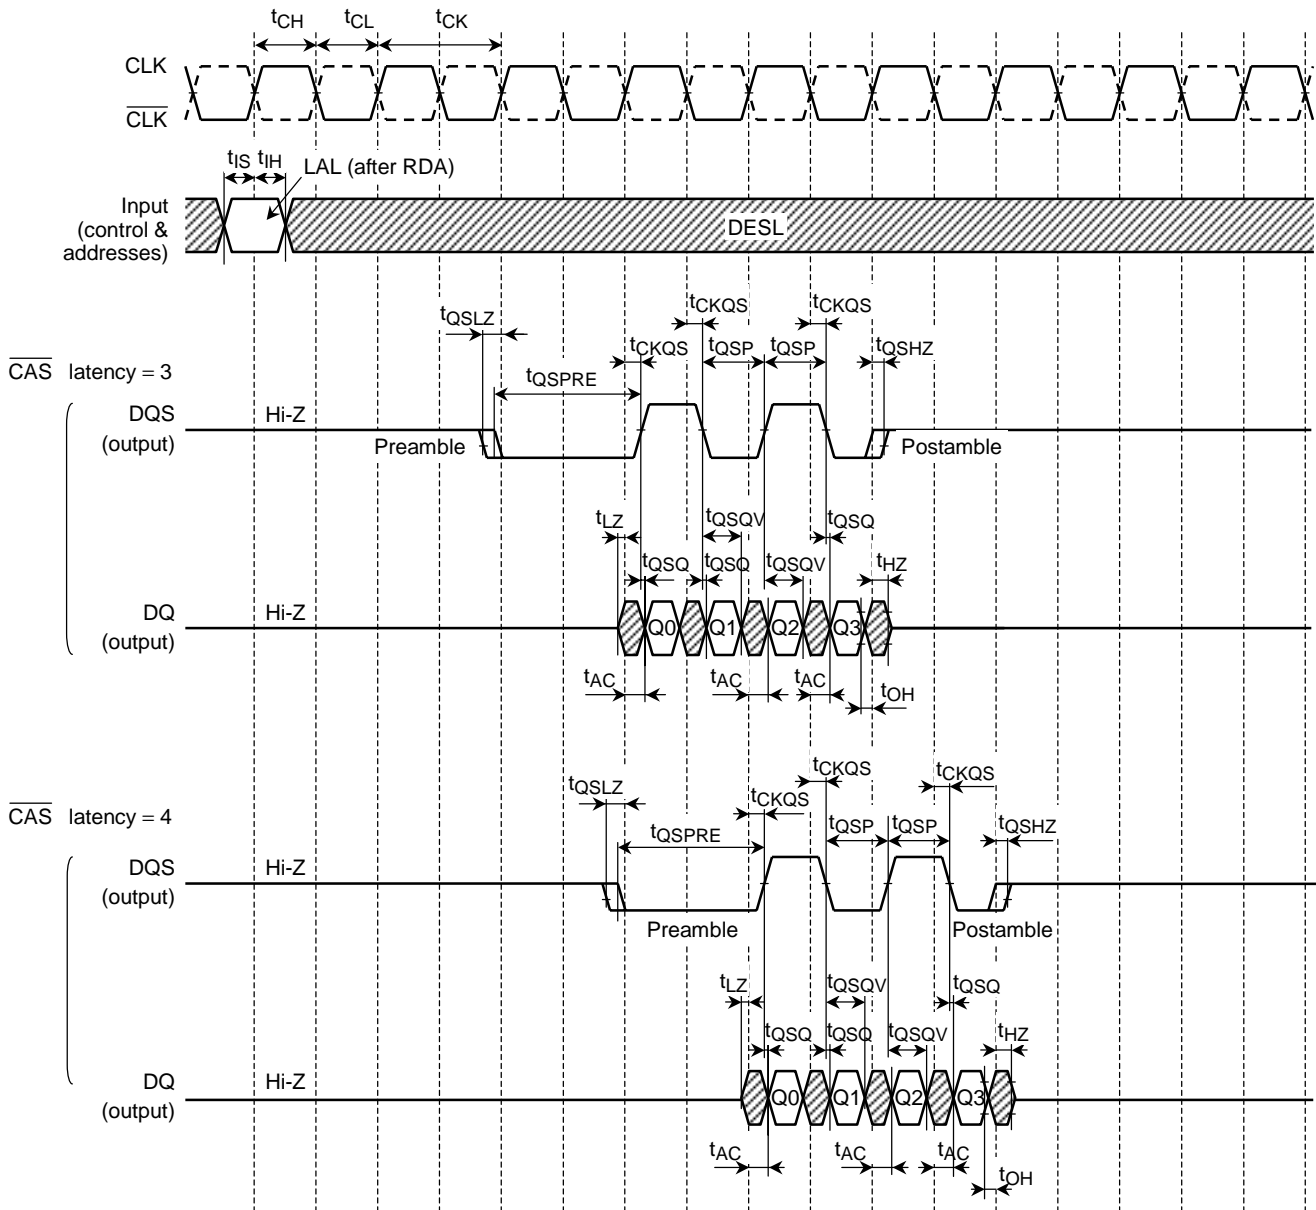 tCH tCL tCK
CLK
CLK
tIS tIH LAL (after RDA)
Input
(control &
addresses)
DESL
tCKQS tCKQS
tQSLZ
tCKQS tQSP tQSP tQSHZ
CAS latency = 3
tQSPRE
DQS Hi-Z
(output) Preamble Postamble
tLZ tQSQV tQSQ
tQSQ tQSQ tQSQV tHZ
DQ Hi-Z
(output) Q0 Q1 Q2 Q3
tAC tAC tAC tOH
tCKQS tCKQS
tQSLZ
tCKQS
CAS latency = 4
tQSPRE tQSP tQSP tQSHZ
DQS Hi-Z
(output)
Preamble Postamble
tLZ tQSQV tQSQ
tQSQ tQSQ tQSQV tHZ
DQ Hi-Z
(output) Q0 Q1 Q2 Q3
tAC tAC tAC
tOH